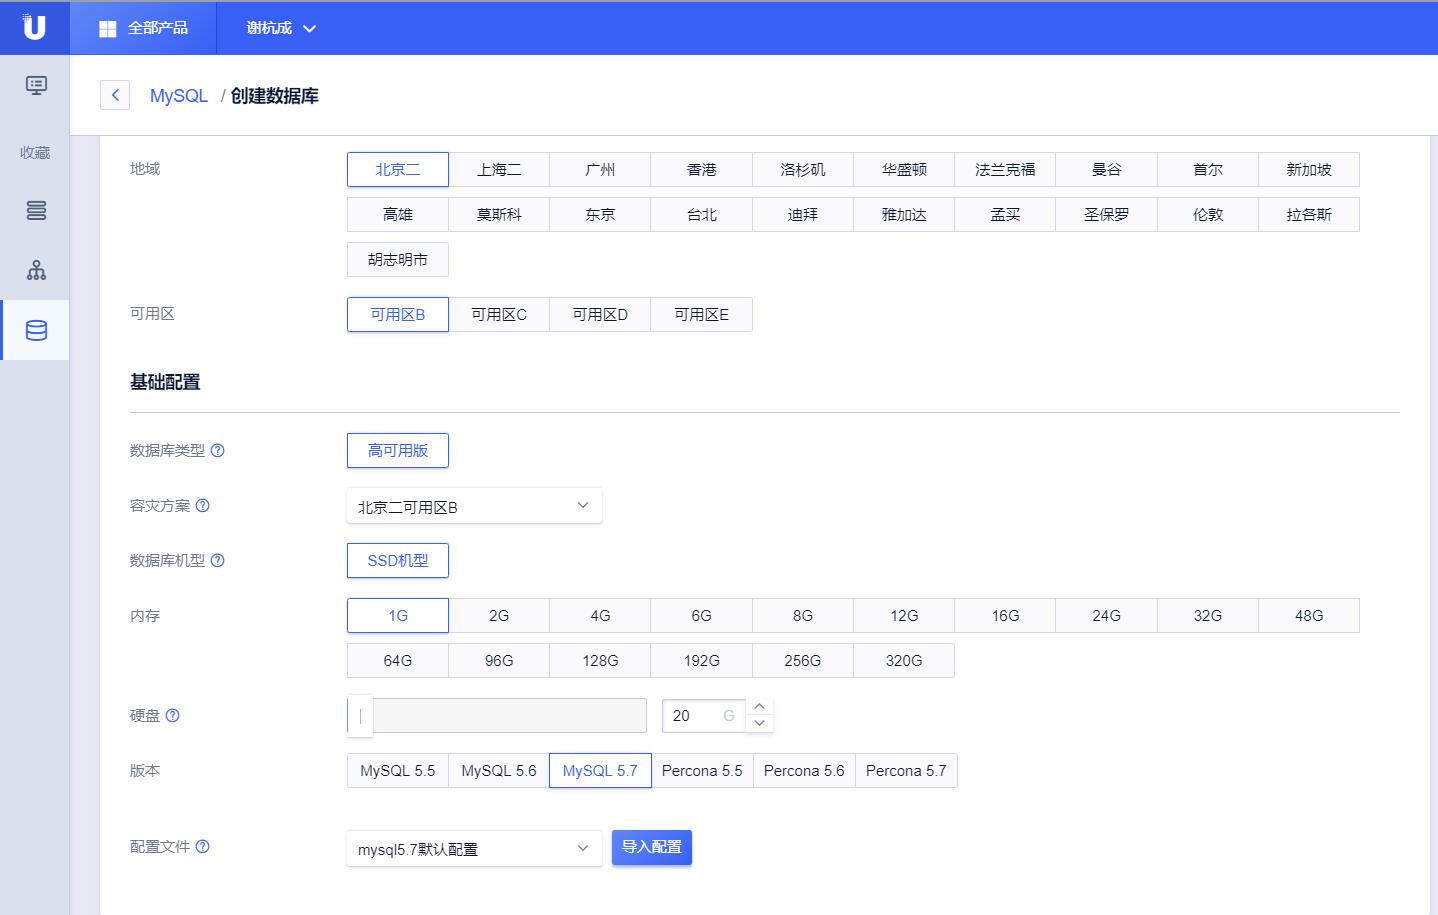 U 全部产品 谢杭成
MySQL / 创建数据库
收藏
地域 北京二 上海二 广州 香港 洛杉矶 华盛顿 法兰克福 曼谷 首尔 新加坡
高雄 莫斯科 东京 台北 迪拜 雅加达 孟买 圣保罗 伦敦 拉各斯
胡志明市
可用区 可用区B 可用区C 可用区D 可用区E
基础配置
数据库类型 高可用版
容灾方案 北京二可用区B
数据库机型 SSD机型
内存 1G 2G 4G 6G 8G 12G 16G 24G 32G 48G
64G 96G 128G 192G 256G 320G
硬盘 20 G
版本 MySQL 5.5 MySQL 5.6 MySQL 5.7 Percona 5.5 Percona 5.6 Percona 5.7
配置文件 mysql5.7默认配置 导入配置